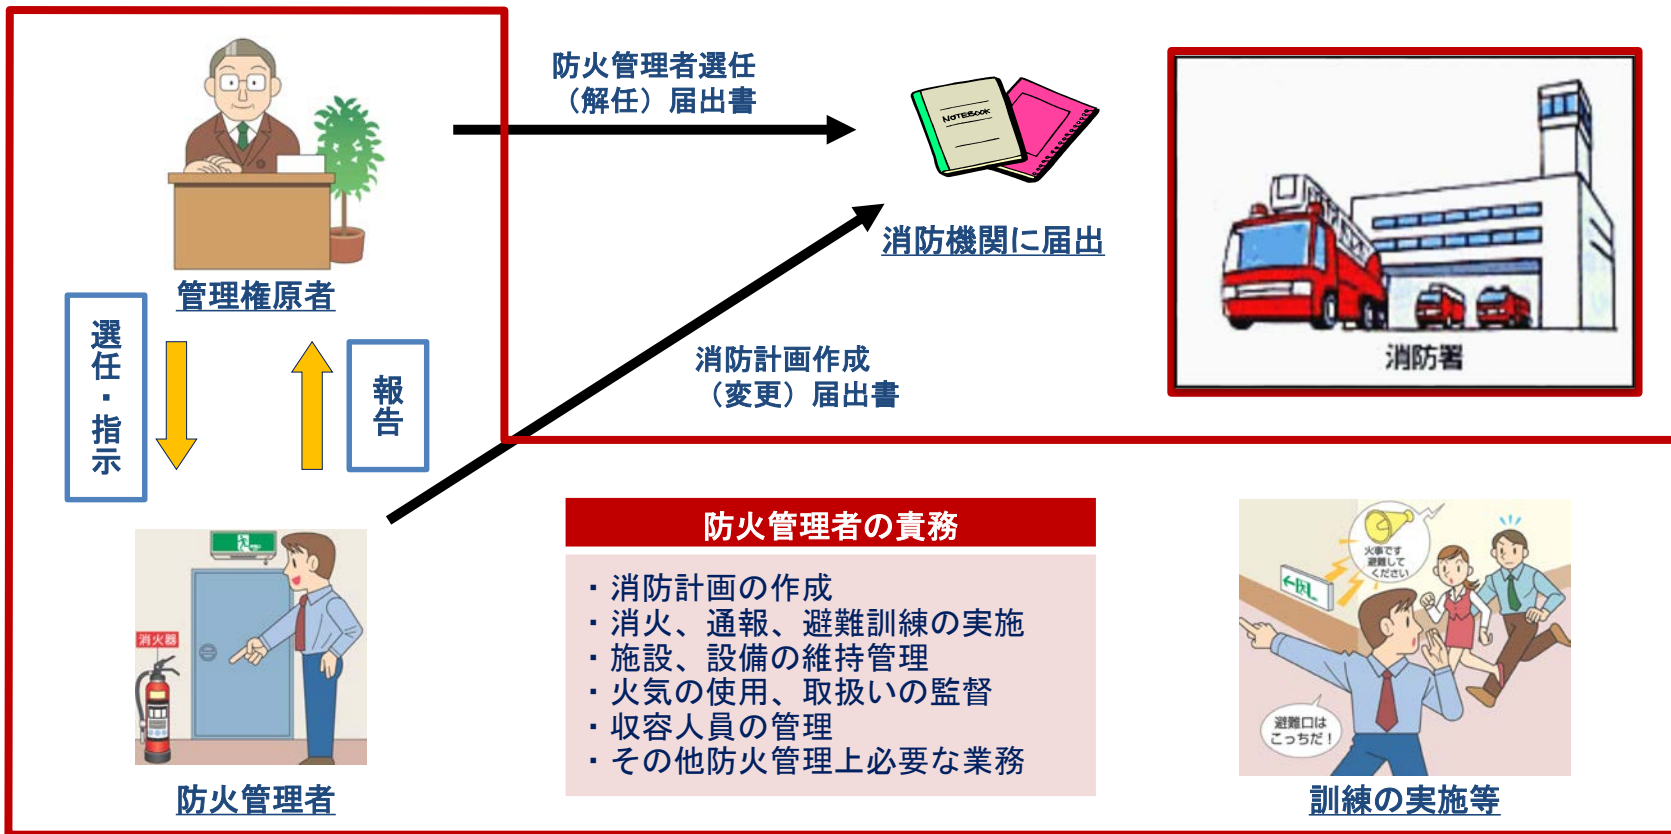 防火管理者選任
（解任）届出書
NOTEBOOK
消防機関に届出
消防署
管理権原者
選任・指示
報告
消防計画作成
（変更）届出書
防火管理者の責務
・消防計画の作成
・消火、通報、避難訓練の実施
・施設、設備の維持管理
・火気の使用、取扱いの監督
・収容人員の管理
・その他防火管理上必要な業務
消火器
防火管理者
火事です
避難して
ください
避難口は
こっちだ！
訓練の実施等